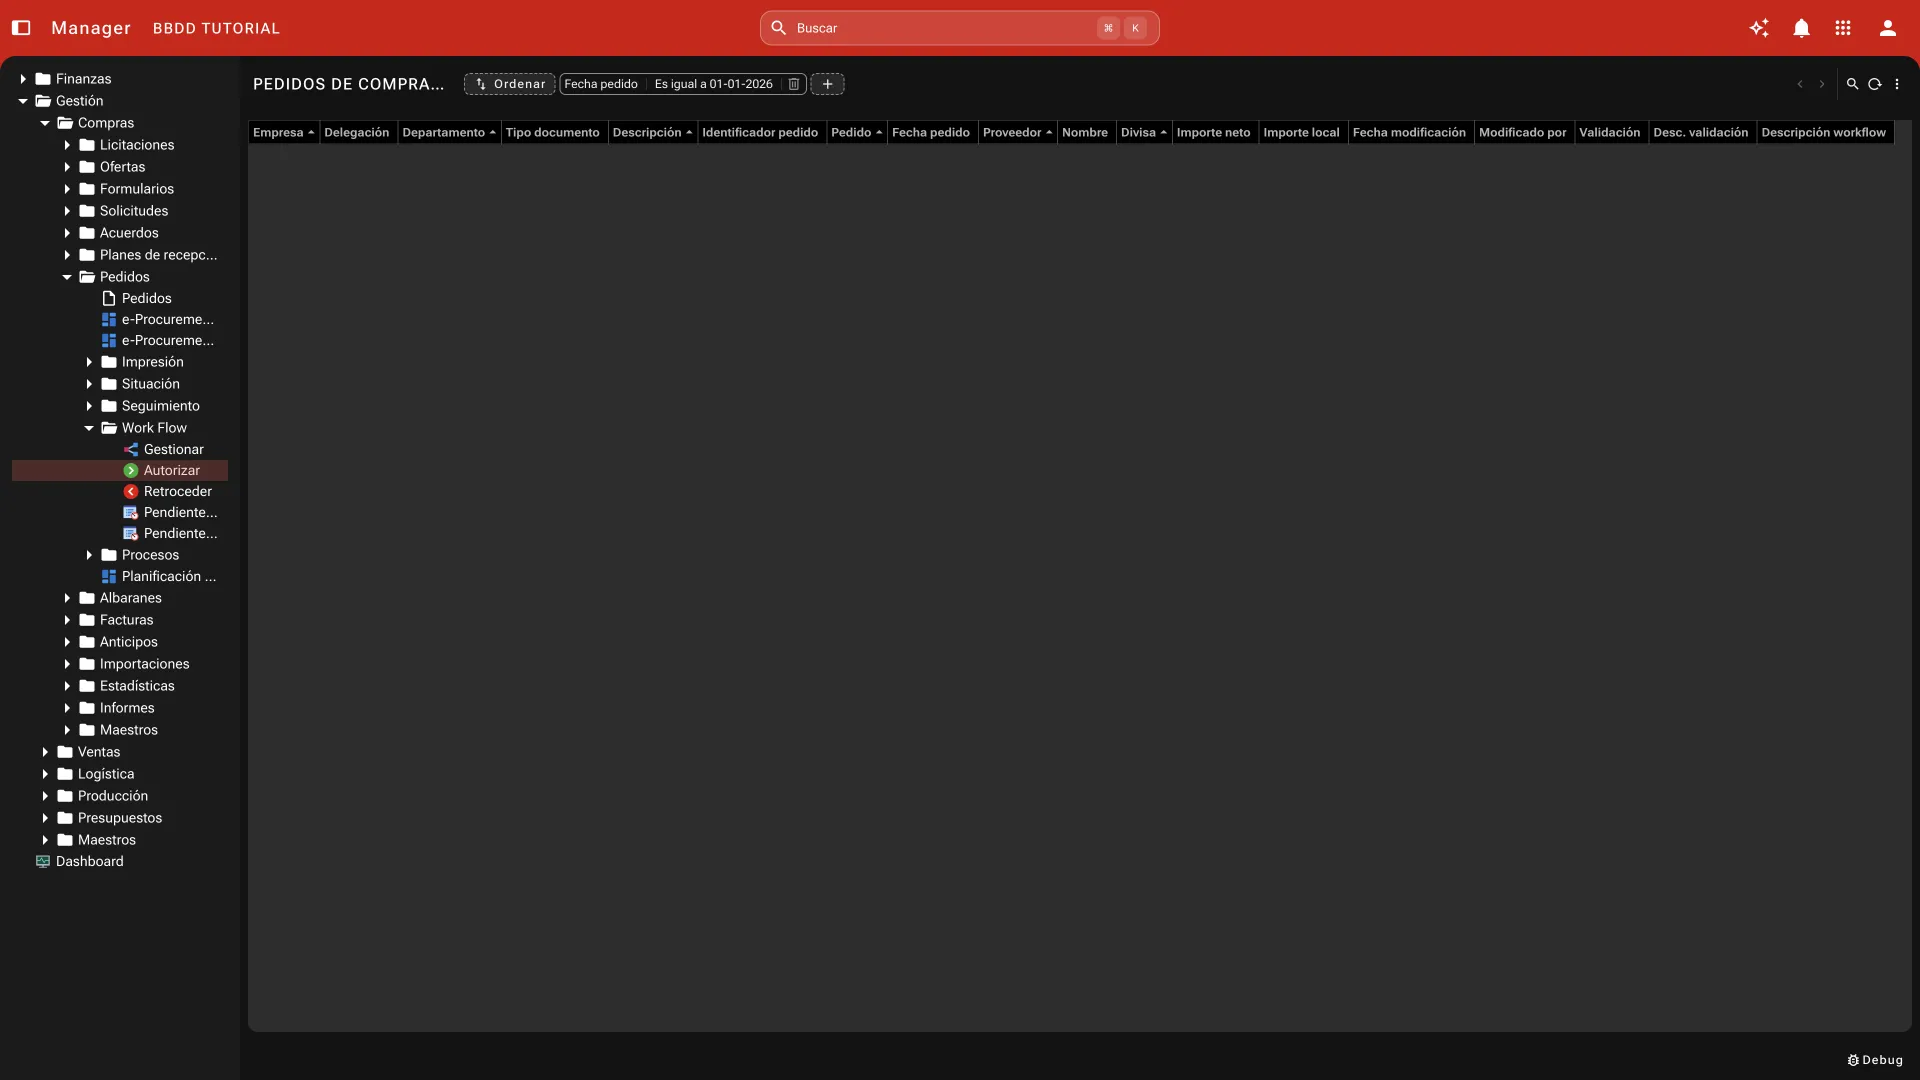 Manager BBDD TUTORIAL Buscar ⌘ K
Finanzas
Gestión
Compras
Licitaciones
Ofertas
Formularios
Solicitudes
Acuerdos
Planes de recepc...
Pedidos
Pedidos
e-Procureme...
e-Procureme...
Impresión
Situación
Seguimiento
Work Flow
Gestionar
Autorizar
Retroceder
Pendiente...
Pendiente...
Procesos
Planificación ...
Albaranes
Facturas
Anticipos
Importaciones
Estadísticas
Informes
Maestros
Ventas
Logística
Producción
Presupuestos
Maestros
Dashboard
PEDIDOS DE COMPRA... Ordenar Fecha pedido Es igual a 01-01-2026
Empresa Delegación Departamento Tipo documento Descripción Identificador pedido Pedido Fecha pedido Proveedor Nombre Divisa Importe neto Importe local Fecha modificación Modificado por Validación Desc. validación Descripción workflow
Debug